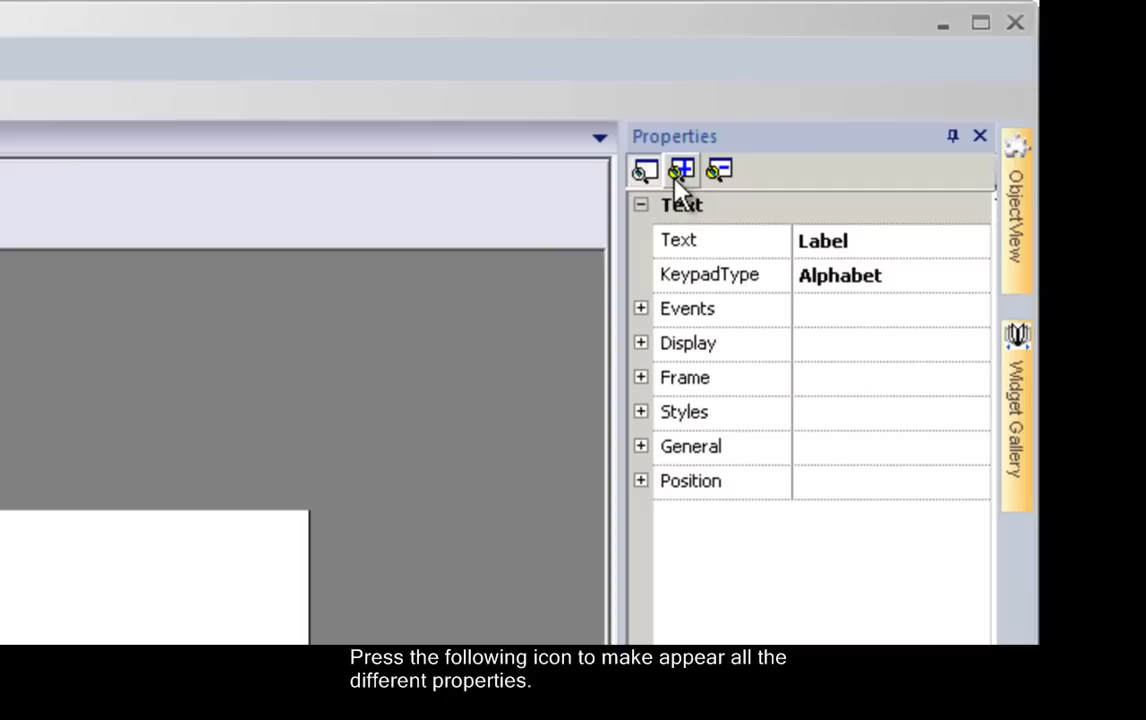 Properties
Text
Text Label
KeypadType Alphabet
Events
Display
Frame
Styles
General
Position
ObjectView
Widget Gallery
Press the following icon to make appear all the
different properties.